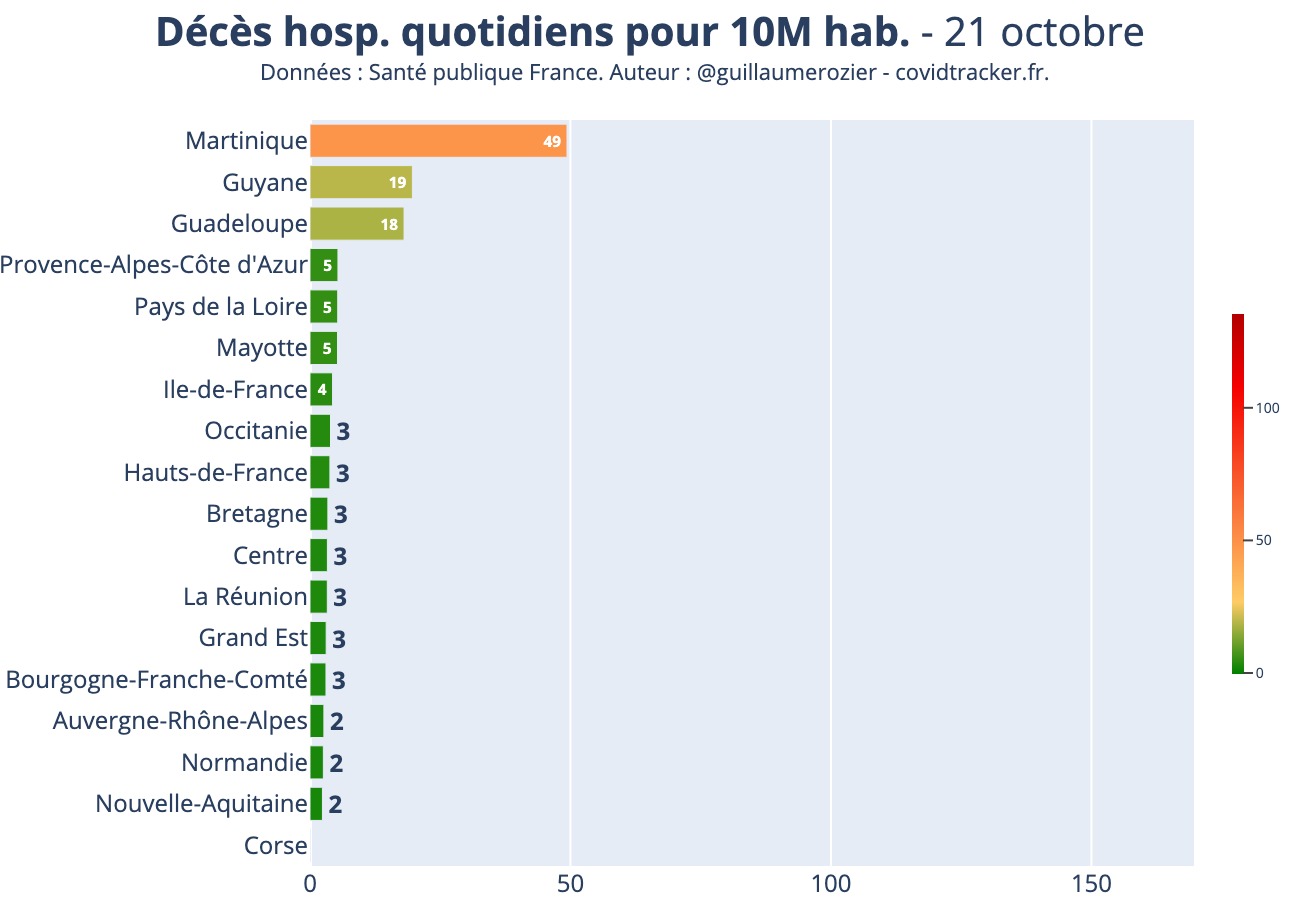 Décès hosp. quotidiens pour 10M hab. - 21 octobre
Données : Santé publique France. Auteur : @guillaumerozier - covidtracker.fr.
Martinique 49
Guyane 19
Guadeloupe 18
Provence-Alpes-Côte d'Azur 5
Pays de la Loire 5
Mayotte 5
Ile-de-France 4
Occitanie 3
Hauts-de-France 3
Bretagne 3
Centre 3
La Réunion 3
Grand Est 3
Bourgogne-Franche-Comté 3
Auvergne-Rhône-Alpes 2
Normandie 2
Nouvelle-Aquitaine 2
Corse
0 50 100 150
100
50
0